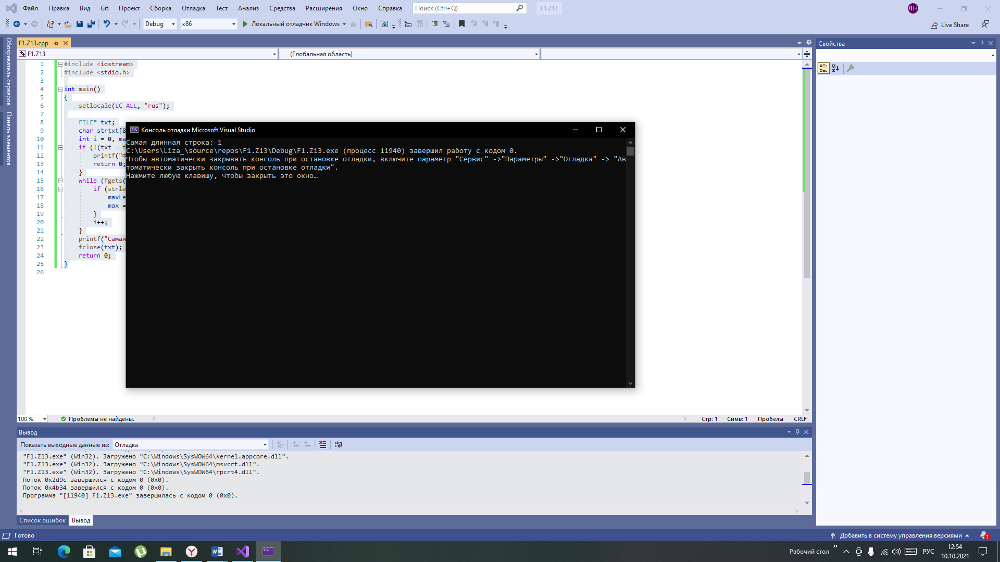 Файл Правка Вид Git Проект Сборка Отладка Тест Анализ Средства Расширения Окно Справка Поиск (Ctrl+Q) F1.Z13 ЛН
Debug x86 Локальный отладчик Windows Live Share
Обозреватель серверов
Панель элементов
F1.Z13.cpp
F1.Z13 (Глобальная область)
1 #include <iostream>
2 #include <stdio.h>
3
4 int main()
5 {
6 setlocale(LC_ALL, "rus");
7
8 FILE* txt;
9 char strtxt[8
10 int i = 0, ma
11 if (!(txt = f
12 printf("Ф
13 return 0;
14 }
15 while (fgets(
16 if (strle
17 maxLe
18 max =
19 }
20 i++;
21 }
22 printf("Самая
23 fclose(txt);
24 return 0;
25 }
26
Консоль отладки Microsoft Visual Studio
Самая длинная строка: 1
C:\Users\Liza_\source\repos\F1.Z13\Debug\F1.Z13.exe (процесс 11940) завершил работу с кодом 0.
Чтобы автоматически закрывать консоль при остановке отладки, включите параметр "Сервис" ->"Параметры" ->"Отладка" -> "Ав
томатически закрыть консоль при остановке отладки".
Нажмите любую клавишу, чтобы закрыть это окно…
Свойства
100 % Проблемы не найдены. Стр: 1 Симв: 1 Пробелы CRLF
Вывод
Показать выходные данные из: Отладка
"F1.Z13.exe" (Win32). Загружено "C:\Windows\SysWOW64\kernel.appcore.dll".
"F1.Z13.exe" (Win32). Загружено "C:\Windows\SysWOW64\msvcrt.dll".
"F1.Z13.exe" (Win32). Загружено "C:\Windows\SysWOW64\rpcrt4.dll".
Поток 0x2d9c завершился с кодом 0 (0x0).
Поток 0x4b34 завершился с кодом 0 (0x0).
Программа "[11940] F1.Z13.exe" завершилась с кодом 0 (0x0).
Список ошибок Вывод
Готово Добавить в систему управления версиями 1
Рабочий стол » РУС 12:54
10.10.2021